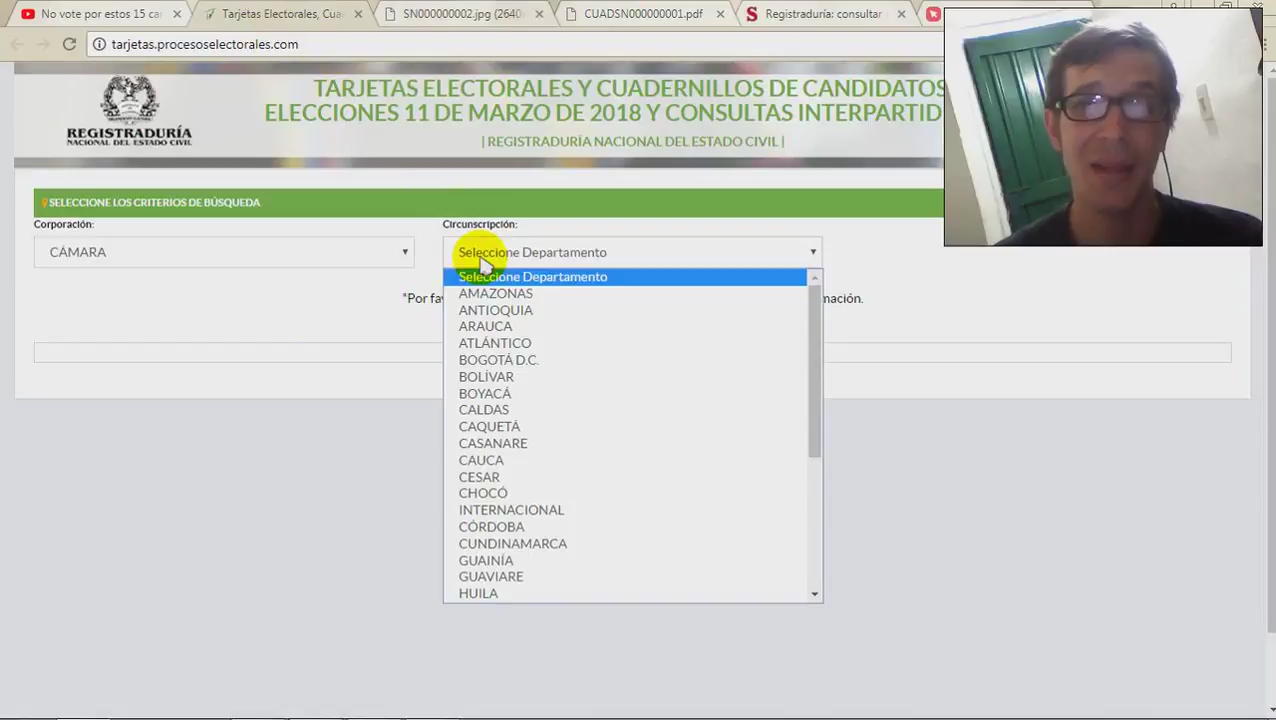 No vote por estos 15 car
Tarjetas Electorales, Cua
SN000000002.jpg (2640
CUADSN000000001.pdf
Registraduría: consultar
tarjetas.procesoselectorales.com
REGISTRADURÍA
NACIONAL DEL ESTADO CIVIL
TARJETAS ELECTORALES Y CUADERNILLOS DE CANDIDATOS
ELECCIONES 11 DE MARZO DE 2018 Y CONSULTAS INTERPARTID
| REGISTRADURÍA NACIONAL DEL ESTADO CIVIL |
SELECCIONE LOS CRITERIOS DE BÚSQUEDA
Corporación:
Circunscripción:
CÁMARA
Seleccione Departamento
Seleccione Departamento
AMAZONAS
*Por fav
mación.
ANTIOQUIA
ARAUCA
ATLÁNTICO
BOGOTÁ D.C.
BOLÍVAR
BOYACÁ
CALDAS
CAQUETÁ
CASANARE
CAUCA
CESAR
CHOCÓ
INTERNACIONAL
CÓRDOBA
CUNDINAMARCA
GUAINÍA
GUAVIARE
HUILA